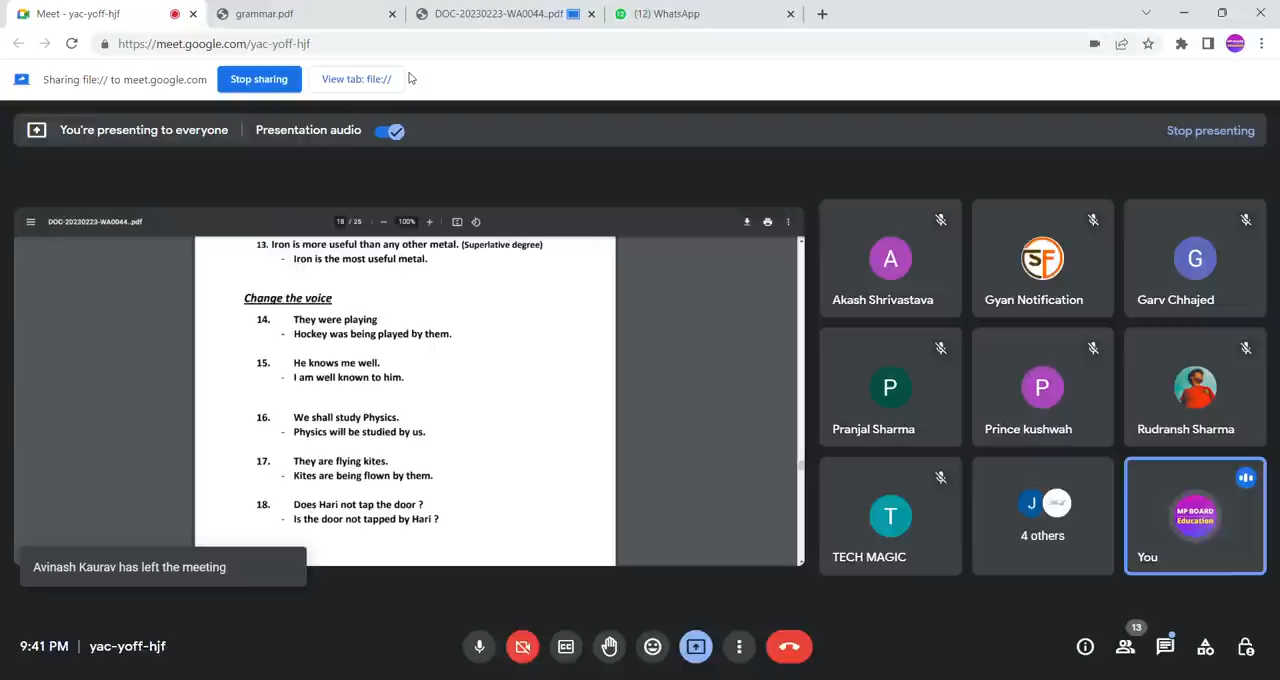 Meet - yac-yoff-hjf
grammar.pdf
DOC-20230223-WA0044..pdf
(12) WhatsApp
https://meet.google.com/yac-yoff-hjf
Sharing file:// to meet.google.com
Stop sharing
View tab: file://
You're presenting to everyone
Presentation audio
Stop presenting
DOC-20230223-WA0044..pdf
18 / 25
100%
13. Iron is more useful than any other metal. (Superlative degree)
- Iron is the most useful metal.
Change the voice
14. They were playing
- Hockey was being played by them.
15. He knows me well.
- I am well known to him.
16. We shall study Physics.
- Physics will be studied by us.
17. They are flying kites.
- Kites are being flown by them.
18. Does Hari not tap the door ?
- Is the door not tapped by Hari ?
Avinash Kaurav has left the meeting
A
Akash Shrivastava
SF
Gyan Notification
G
Garv Chhajed
P
Pranjal Sharma
P
Prince kushwah
Rudransh Sharma
T
TECH MAGIC
J
4 others
MP BOARD
Education
You
9:41 PM | yac-yoff-hjf
13